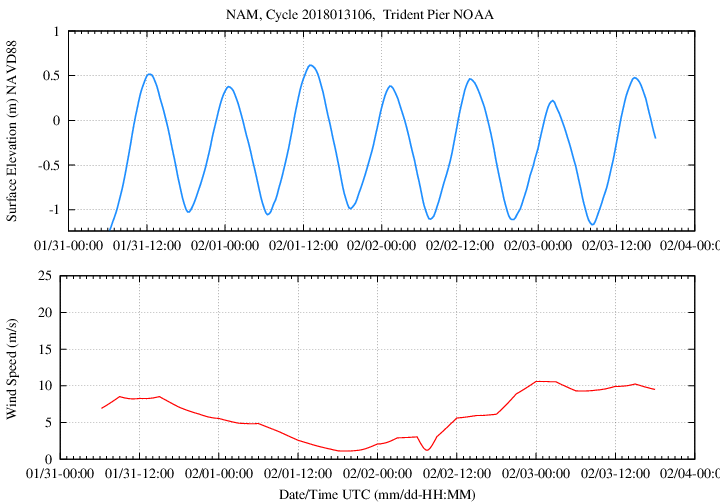 NAM, Cycle 2018013106,  Trident Pier NOAA
Surface Elevation (m) NAVD88
1
0.5
0
-0.5
-1
01/31-00:00 01/31-12:00 02/01-00:00 02/01-12:00 02/02-00:00 02/02-12:00 02/03-00:00 02/03-12:00 02/04-00:0
Wind Speed (m/s)
25
20
15
10
5
0
01/31-00:00 01/31-12:00 02/01-00:00 02/01-12:00 02/02-00:00 02/02-12:00 02/03-00:00 02/03-12:00 02/04-00:0
Date/Time UTC (mm/dd-HH:MM)